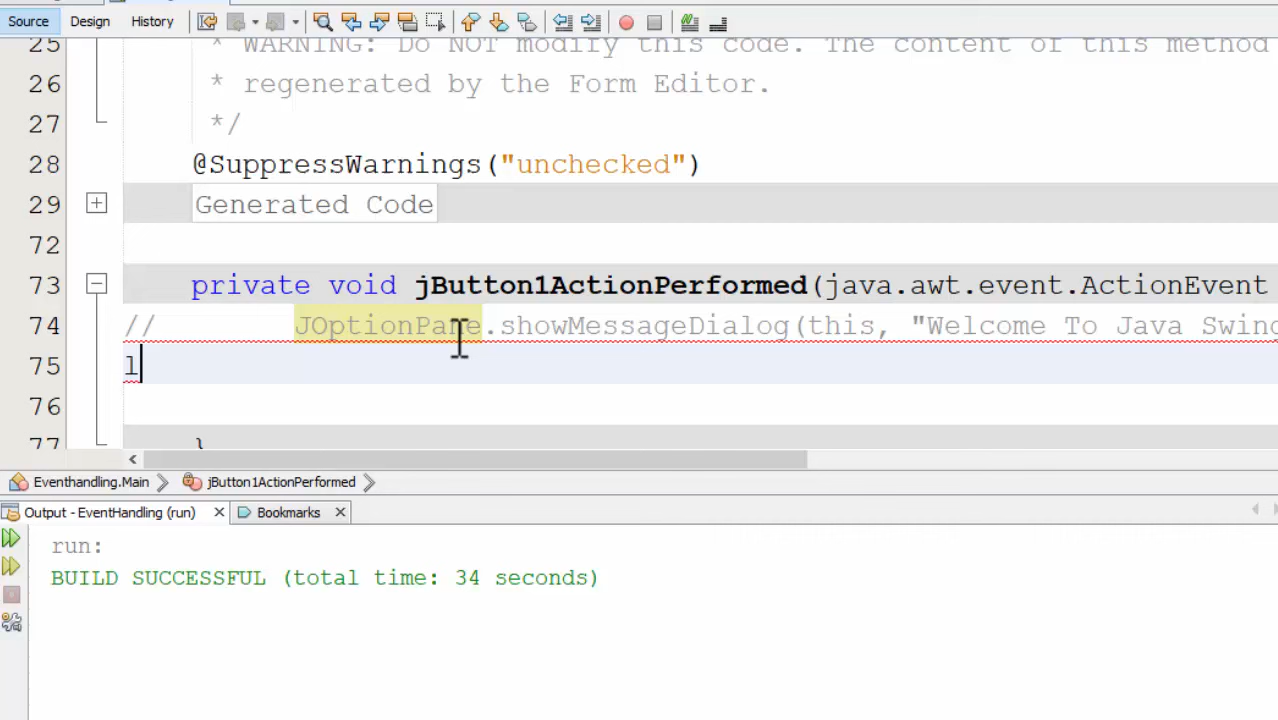 Source Design History
25 * WARNING: Do NOT modify this code. The content of this method
26 * regenerated by the Form Editor.
27 */
28 @SuppressWarnings("unchecked")
29 Generated Code
72
73 private void jButton1ActionPerformed(java.awt.event.ActionEvent
74 // JOptionPane.showMessageDialog(this, "Welcome To Java Swing
75 l
76
77 }
Eventhandling.Main jButton1ActionPerformed
Output - EventHandling (run) Bookmarks
run:
BUILD SUCCESSFUL (total time: 34 seconds)